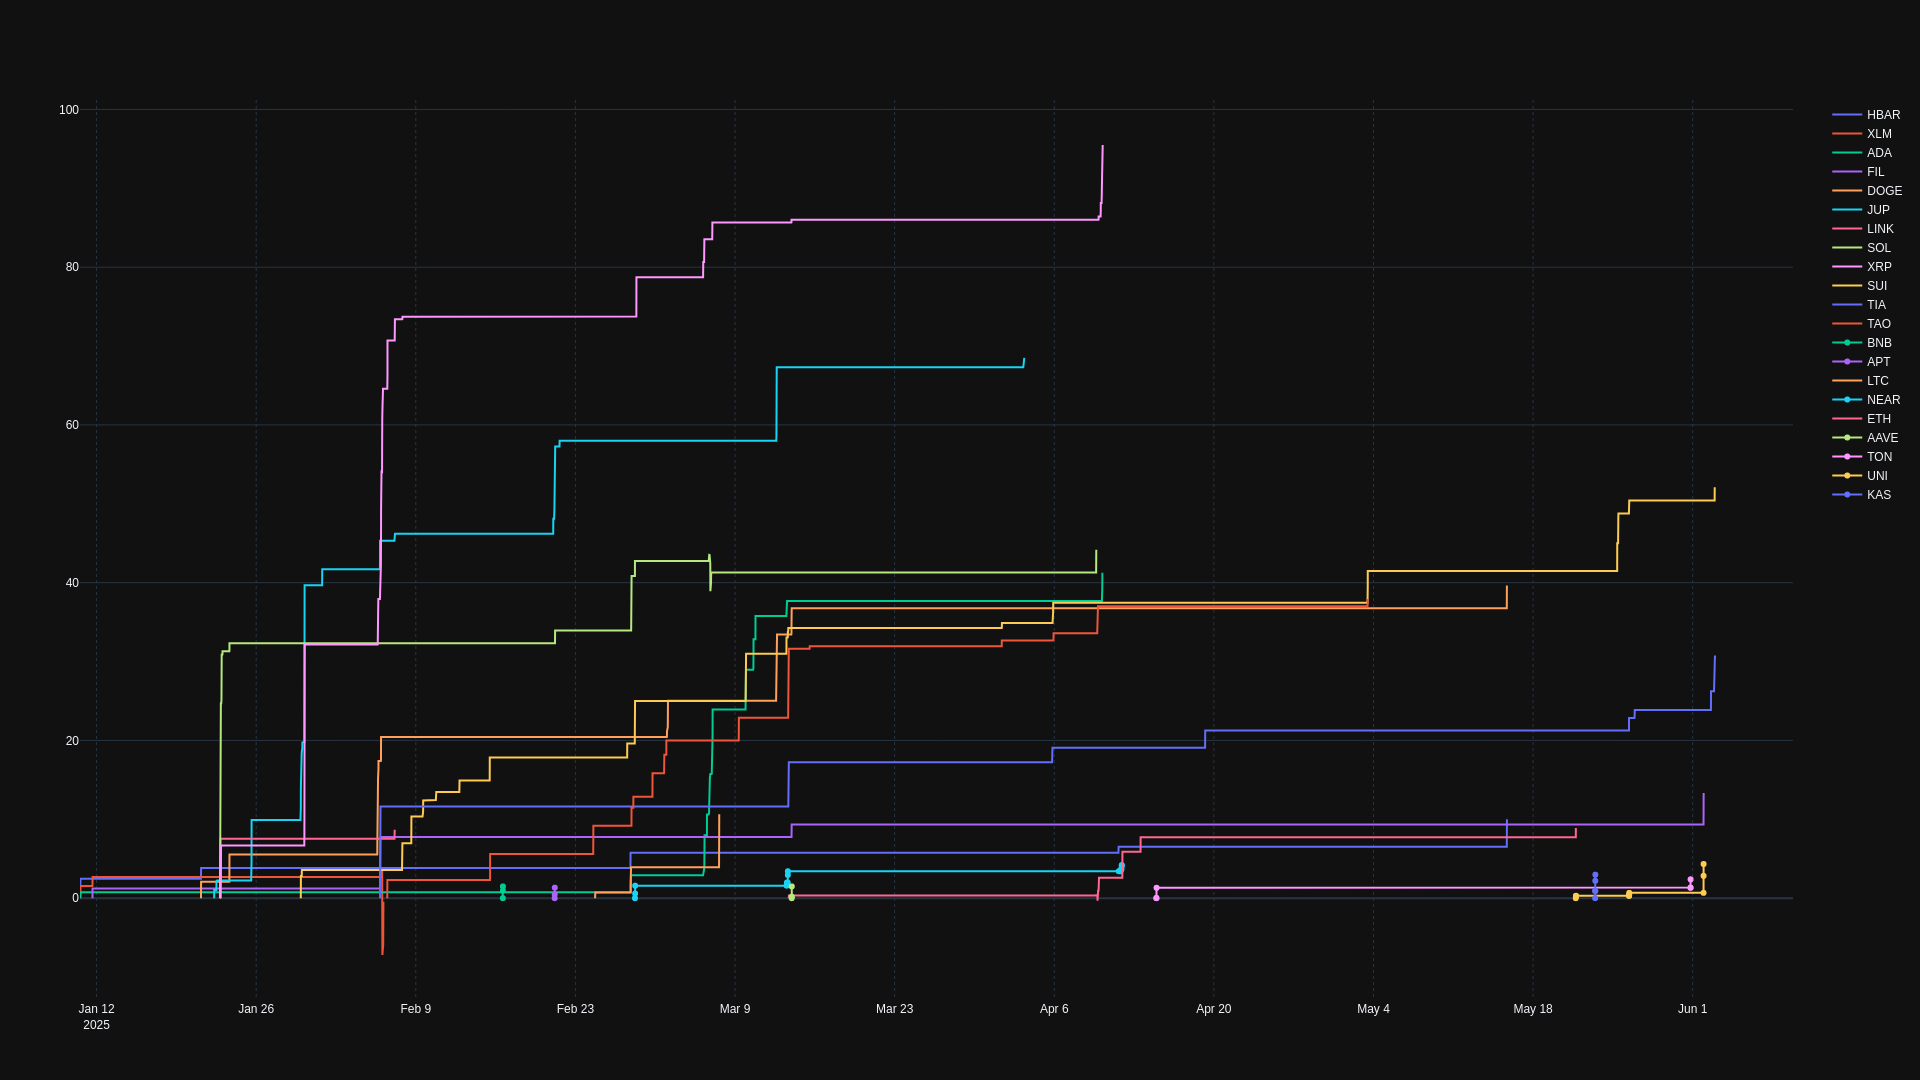 100
80
60
40
20
0
Jan 12
2025
Jan 26
Feb 9
Feb 23
Mar 9
Mar 23
Apr 6
Apr 20
May 4
May 18
Jun 1
HBAR
XLM
ADA
FIL
DOGE
JUP
LINK
SOL
XRP
SUI
TIA
TAO
BNB
APT
LTC
NEAR
ETH
AAVE
TON
UNI
KAS